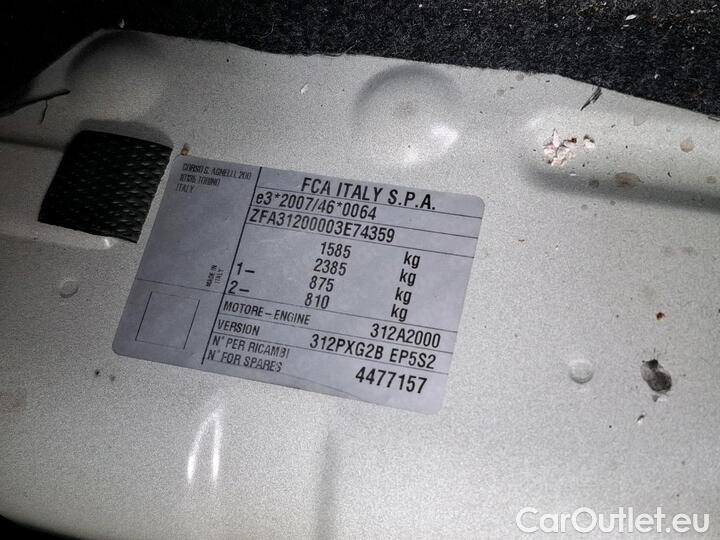 CORSO G. AGNELLI, 200
10135 TORINO
ITALY
FCA ITALY S.P.A.
e3*2007/46*0064
ZFA31200003E74359
1585 kg
2385 kg
1– 875 kg
2– 810 kg
MADE IN
ITALY
MOTORE–ENGINE 312A2000
VERSION 312PXG2B EP5S2
N° PER RICAMBI
N° FOR SPARES 4477157
CarOutlet.eu